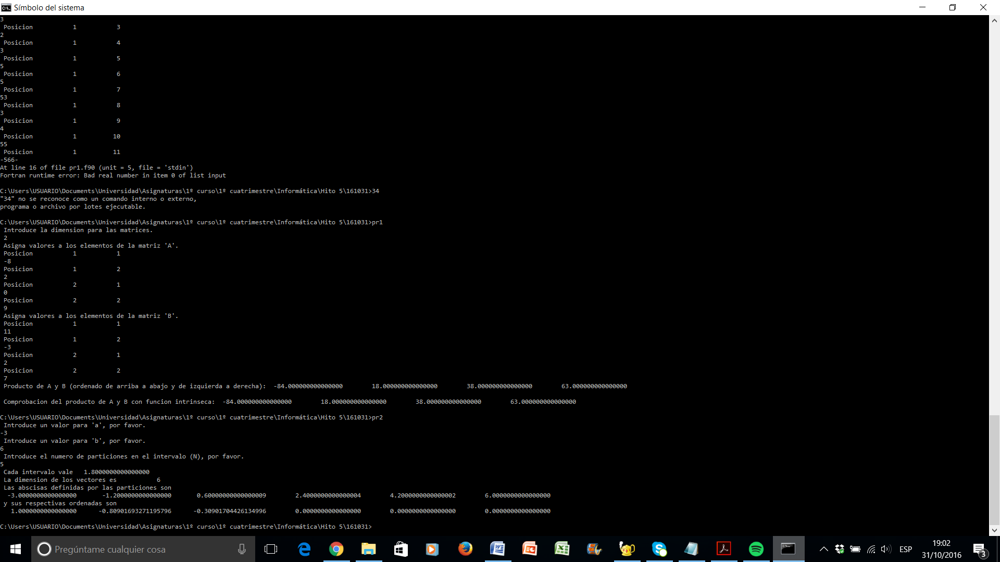 Símbolo del sistema
3
Posicion 1 3
2
Posicion 1 4
3
Posicion 1 5
5
Posicion 1 6
5
Posicion 1 7
53
Posicion 1 8
3
Posicion 1 9
4
Posicion 1 10
55
Posicion 1 11
-566-
At line 16 of file pr1.f90 (unit = 5, file = 'stdin')
Fortran runtime error: Bad real number in item 0 of list input
C:\Users\USUARIO\Documents\Universidad\Asignaturas\1º curso\1º cuatrimestre\Informática\Hito 5\161031>34
"34" no se reconoce como un comando interno o externo,
programa o archivo por lotes ejecutable.
C:\Users\USUARIO\Documents\Universidad\Asignaturas\1º curso\1º cuatrimestre\Informática\Hito 5\161031>pr1
Introduce la dimension para las matrices.
2
Asigna valores a los elementos de la matriz 'A'.
Posicion 1 1
-8
Posicion 1 2
2
Posicion 2 1
0
Posicion 2 2
9
Asigna valores a los elementos de la matriz 'B'.
Posicion 1 1
11
Posicion 1 2
-3
Posicion 2 1
2
Posicion 2 2
7
Producto de A y B (ordenado de arriba a abajo y de izquierda a derecha): -84.000000000000000 18.000000000000000 38.000000000000000 63.000000000000000
Comprobacion del producto de A y B con funcion intrinseca: -84.000000000000000 18.000000000000000 38.000000000000000 63.000000000000000
C:\Users\USUARIO\Documents\Universidad\Asignaturas\1º curso\1º cuatrimestre\Informática\Hito 5\161031>pr2
Introduce un valor para 'a', por favor.
-3
Introduce un valor para 'b', por favor.
6
Introduce el numero de particiones en el intervalo (N), por favor.
5
Cada intervalo vale 1.8000000000000000
La dimension de los vectores es 6
Las abscisas definidas por las particiones son
-3.0000000000000000 -1.2000000000000000 0.60000000000000009 2.4000000000000004 4.2000000000000002 6.0000000000000000
y sus respectivas ordenadas son
1.0000000000000000 -0.80901693271195796 -0.30901704426134996 0.0000000000000000 0.0000000000000000 0.0000000000000000
C:\Users\USUARIO\Documents\Universidad\Asignaturas\1º curso\1º cuatrimestre\Informática\Hito 5\161031>
Pregúntame cualquier cosa
ESP
19:02
31/10/2016
3